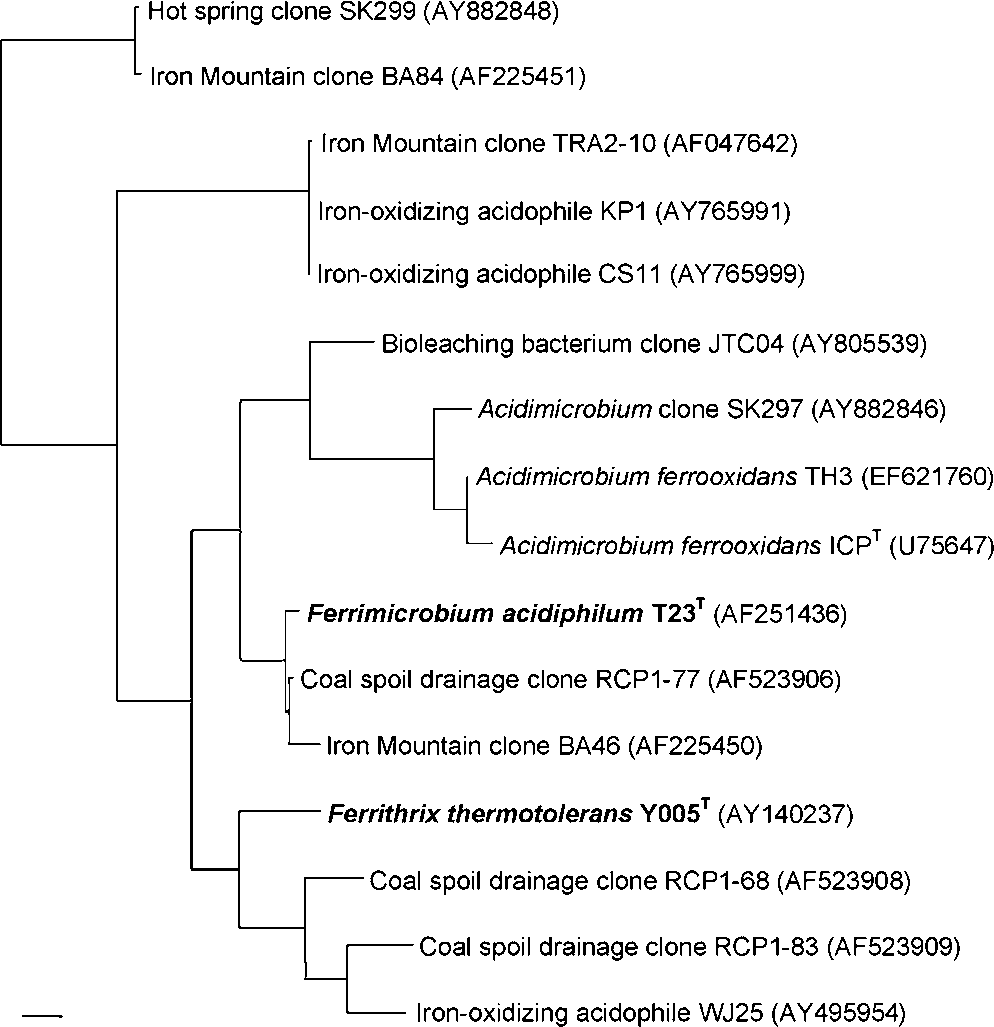 Hot spring clone SK299 (AY882848)
Iron Mountain clone BA84 (AF225451)
Iron Mountain clone TRA2-10 (AF047642)
Iron-oxidizing acidophile KP1 (AY765991)
Iron-oxidizing acidophile CS11 (AY765999)
Bioleaching bacterium clone JTC04 (AY805539)
Acidimicrobium clone SK297 (AY882846)
Acidimicrobium ferrooxidans TH3 (EF621760)
Acidimicrobium ferrooxidans ICPᵀ (U75647)
Ferrimicrobium acidiphilum T23ᵀ (AF251436)
Coal spoil drainage clone RCP1-77 (AF523906)
Iron Mountain clone BA46 (AF225450)
Ferrithrix thermotolerans Y005ᵀ (AY140237)
Coal spoil drainage clone RCP1-68 (AF523908)
Coal spoil drainage clone RCP1-83 (AF523909)
Iron-oxidizing acidophile WJ25 (AY495954)